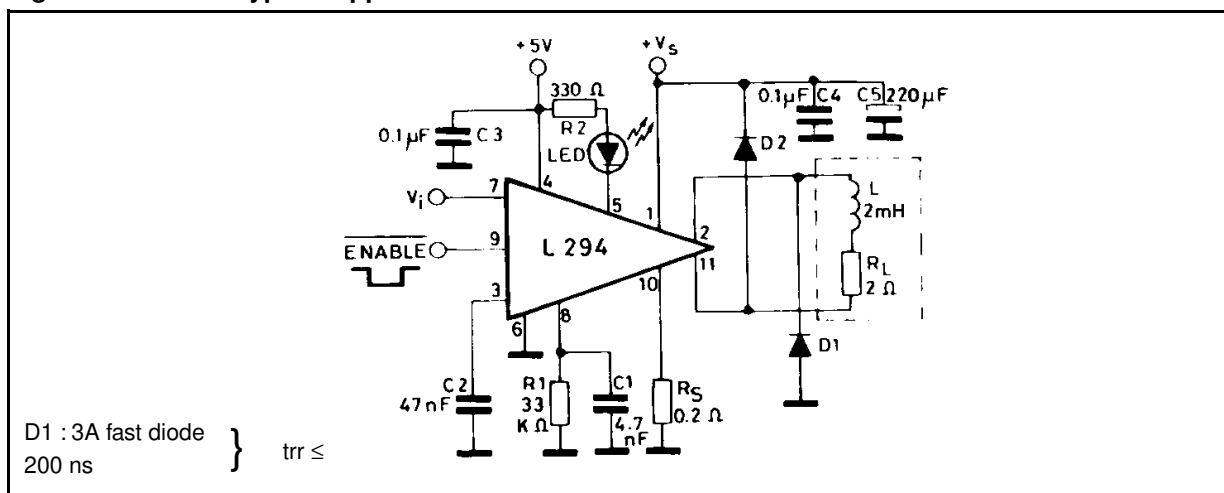 +5V
+Vs
330 Ω
R2
0.1μF C3
LED
0.1μF C4
C5 220μF
D2
Vi
7
4
5
1
2
11
L
2mH
ENABLE
9
L 294
10
RL
2Ω
3
6
8
D1
C2
47nF
R1
33
KΩ
C1
4.7
nF
RS
0.2 Ω
D1 : 3A fast diode
200 ns
} trr ≤